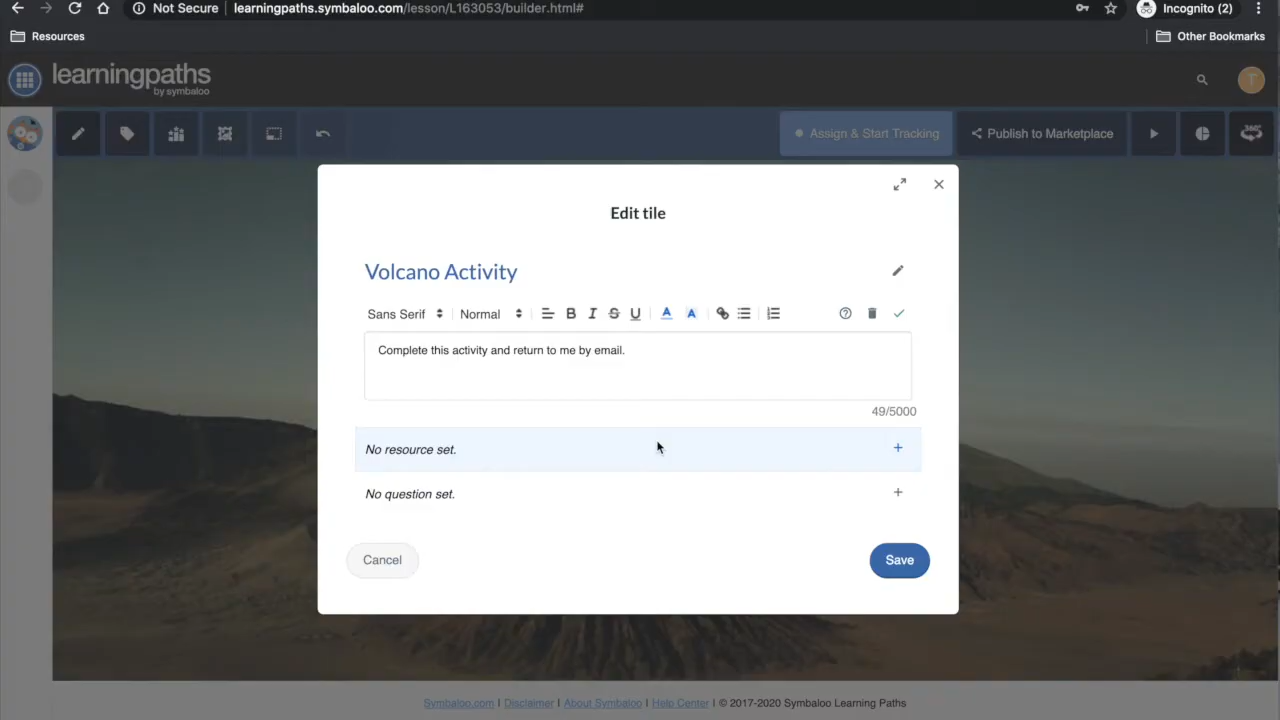 Not Secure learningpaths.symbaloo.com/lesson/L163053/builder.html# Incognito (2)
Resources Other Bookmarks
learningpaths
by symbaloo T
Assign & Start Tracking Publish to Marketplace 360°
Edit tile
Volcano Activity
Sans Serif Normal B I S U A A
Complete this activity and return to me by email.
49/5000
No resource set. +
No question set. +
Cancel Save
Symbaloo.com I Disclaimer I About Symbaloo I Help Center I © 2017-2020 Symbaloo Learning Paths